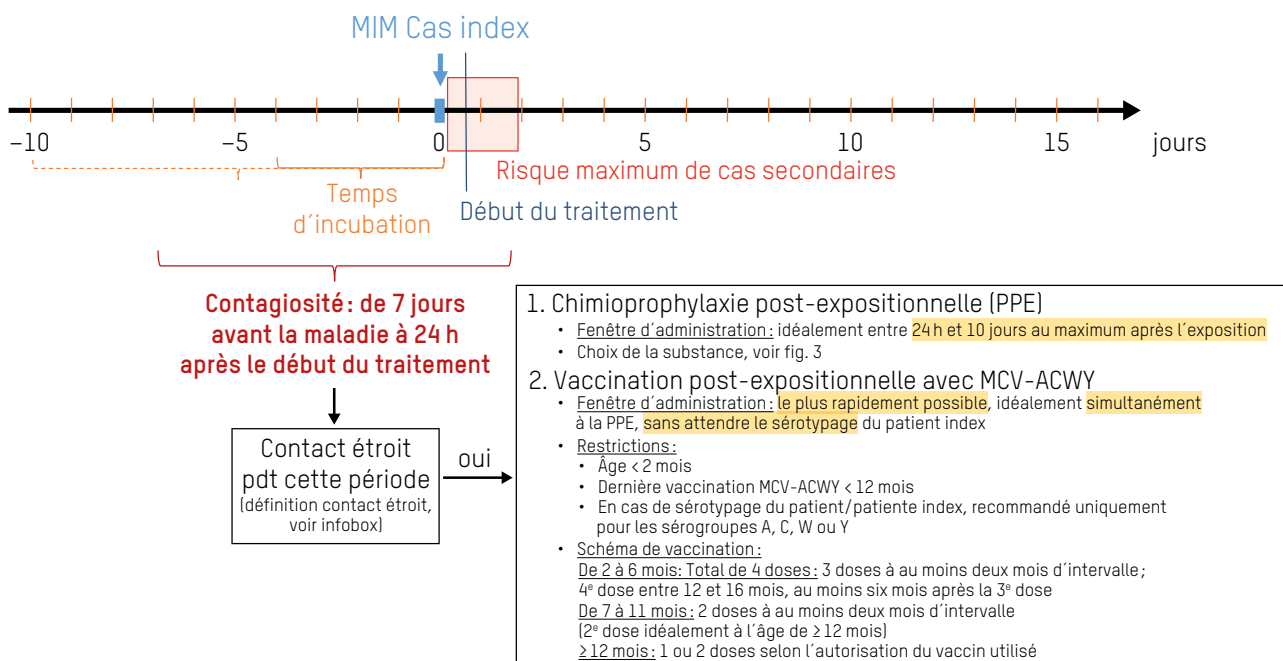 MIM Cas index
−10
−5
0
5
10
15
jours
Risque maximum de cas secondaires
Temps
d´incubation
Début du traitement
Contagiosité : de 7 jours
avant la maladie à 24 h
après le début du traitement
Contact étroit
pdt cette période
(définition contact étroit,
voir infobox)
oui
1. Chimioprophylaxie post-expositionnelle (PPE)
• Fenêtre d´administration : idéalement entre 24 h et 10 jours au maximum après l´exposition
• Choix de la substance, voir fig. 3
2. Vaccination post-expositionnelle avec MCV-ACWY
• Fenêtre d´administration : le plus rapidement possible, idéalement simultanément
à la PPE, sans attendre le sérotypage du patient index
• Restrictions :
• Âge < 2 mois
• Dernière vaccination MCV-ACWY < 12 mois
• En cas de sérotypage du patient/patiente index, recommandé uniquement
pour les sérogroupes A, C, W ou Y
• Schéma de vaccination :
De 2 à 6 mois: Total de 4 doses : 3 doses à au moins deux mois d´intervalle ;
4e dose entre 12 et 16 mois, au moins six mois après la 3e dose
De 7 à 11 mois : 2 doses à au moins deux mois d´intervalle
(2e dose idéalement à l´âge de ≥ 12 mois)
≥ 12 mois : 1 ou 2 doses selon l´autorisation du vaccin utilisé